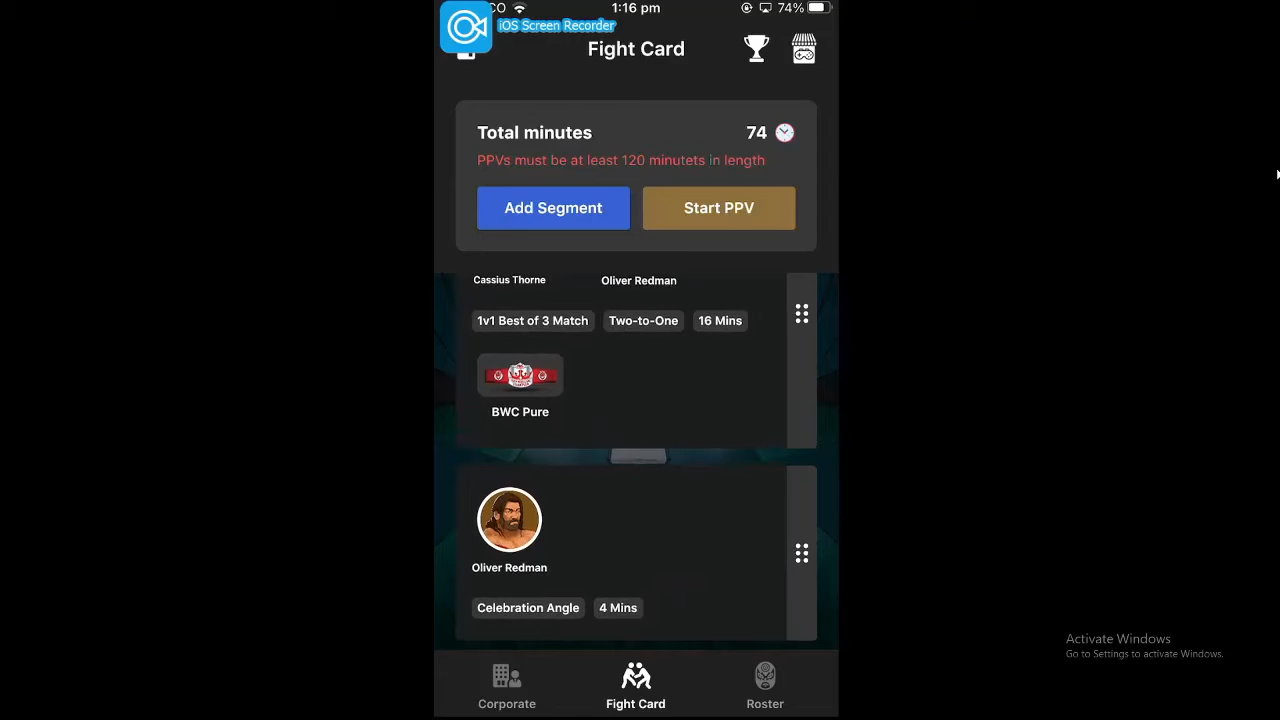 CO 1:16 pm 74%
iOS Screen Recorder
Fight Card
Total minutes 74
PPVs must be at least 120 minutets in length
Add Segment Start PPV
Cassius Thorne Oliver Redman
1v1 Best of 3 Match Two-to-One 16 Mins
BWC Pure
Oliver Redman
Celebration Angle 4 Mins
Activate Windows
Go to Settings to activate Windows.
Corporate Fight Card Roster